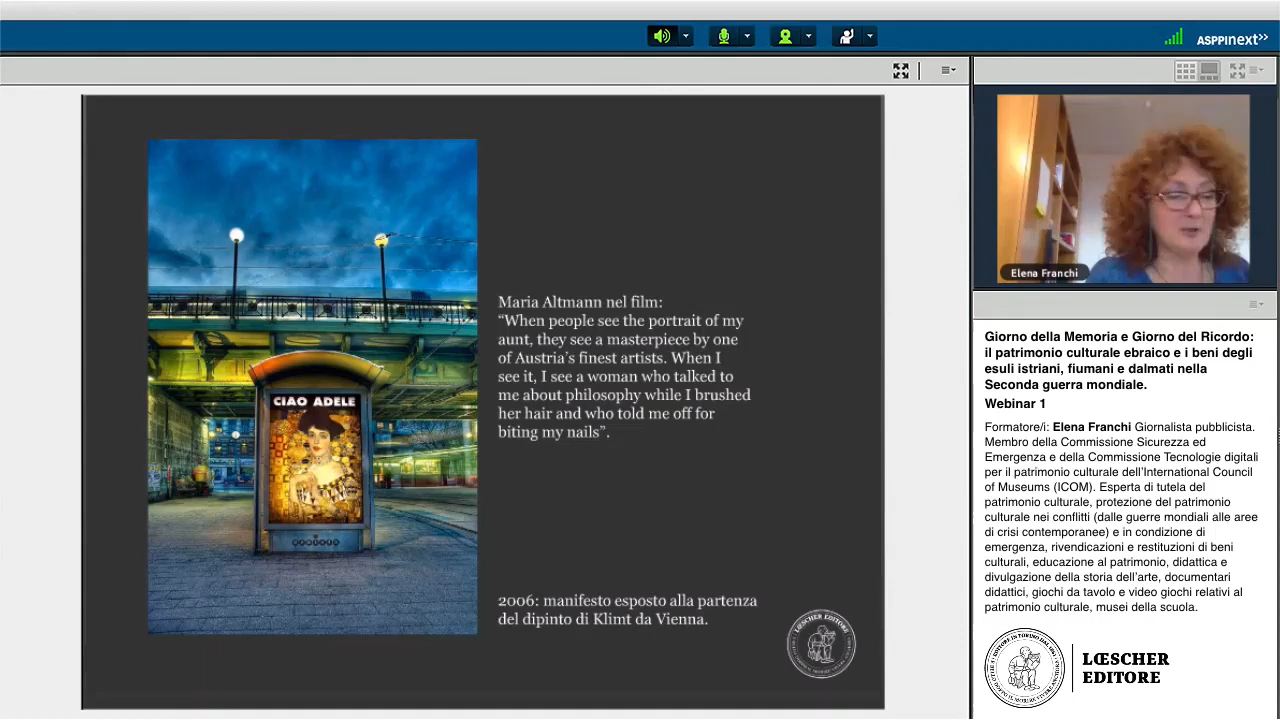 ASPPInext>>
CIAO ADELE
Maria Altmann nel film:
“When people see the portrait of my
aunt, they see a masterpiece by one
of Austria’s finest artists. When I
see it, I see a woman who talked to
me about philosophy while I brushed
her hair and who told me off for
biting my nails”.
2006: manifesto esposto alla partenza
del dipinto di Klimt da Vienna.
Elena Franchi
Giorno della Memoria e Giorno del Ricordo:
il patrimonio culturale ebraico e i beni degli
esuli istriani, fiumani e dalmati nella
Seconda guerra mondiale.
Webinar 1
Formatore/i: Elena Franchi Giornalista pubblicista.
Membro della Commissione Sicurezza ed
Emergenza e della Commissione Tecnologie digitali
per il patrimonio culturale dell’International Council
of Museums (ICOM). Esperta di tutela del
patrimonio culturale, protezione del patrimonio
culturale nei conflitti (dalle guerre mondiali alle aree
di crisi contemporanee) e in condizione di
emergenza, rivendicazioni e restituzioni di beni
culturali, educazione al patrimonio, didattica e
divulgazione della storia dell’arte, documentari
didattici, giochi da tavolo e video giochi relativi al
patrimonio culturale, musei della scuola.
LŒSCHER
EDITORE